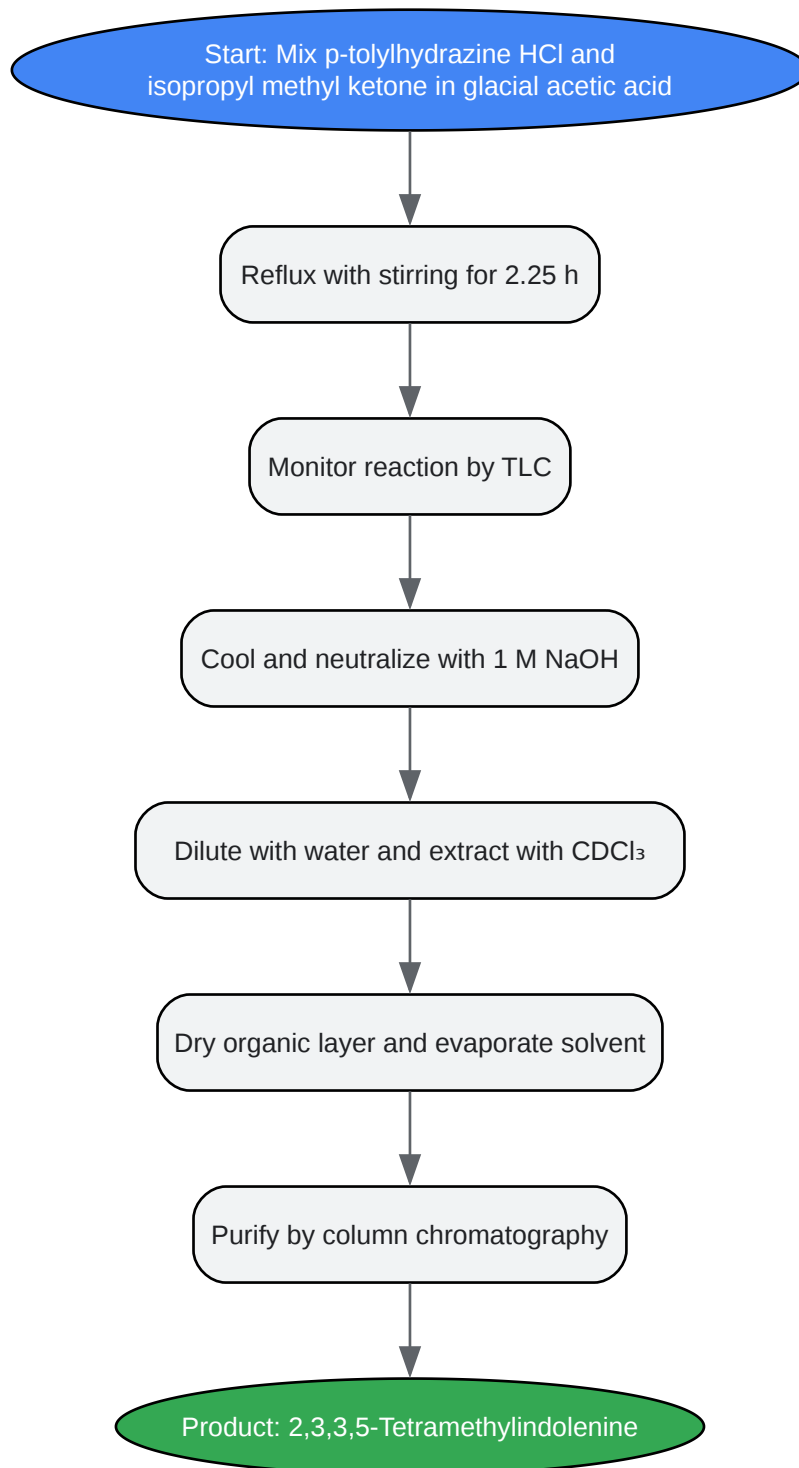 Start: Mix p-tolylhydrazine HCl and
isopropyl methyl ketone in glacial acetic acid
Reflux with stirring for 2.25 h
Monitor reaction by TLC
Cool and neutralize with 1 M NaOH
Dilute with water and extract with CDCl₃
Dry organic layer and evaporate solvent
Purify by column chromatography
Product: 2,3,3,5-Tetramethylindolenine